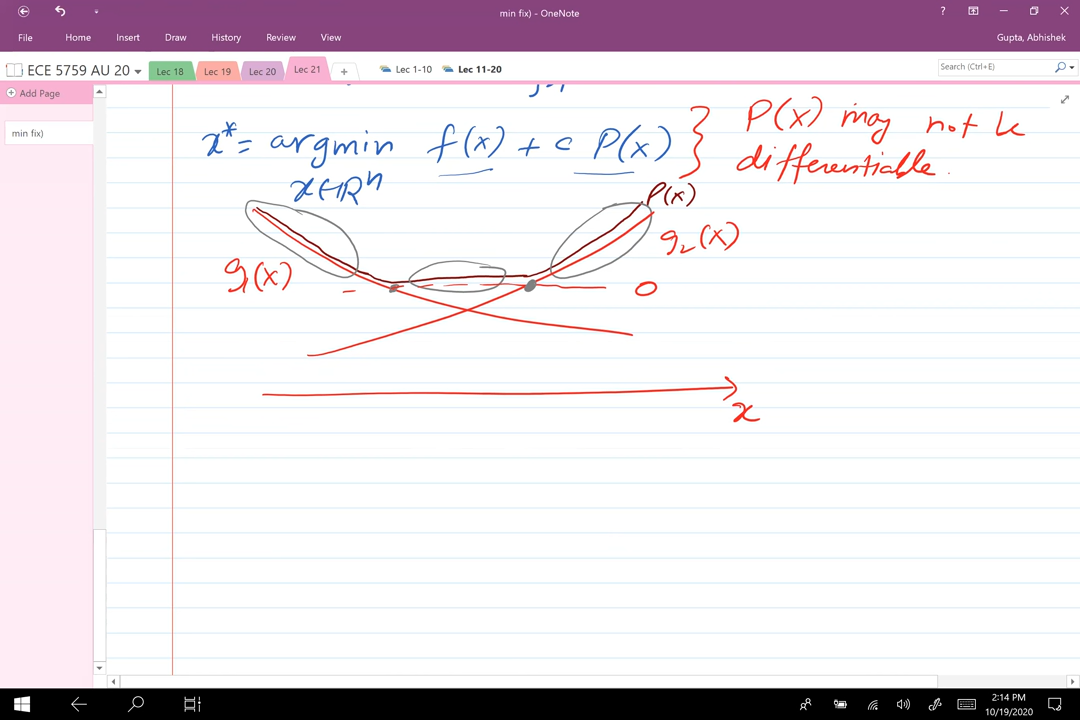 min fix) - OneNote
?
File Home Insert Draw History Review View Gupta, Abhishek
ECE 5759 AU 20 Lec 18 Lec 19 Lec 20 Lec 21 + Lec 1-10 Lec 11-20 Search (Ctrl+E)
Add Page
min fix)
x* = argmin f(x) + c P(x) } P(x) may not be
x∈ℝⁿ differentiable.
P(x)
g₂(x)
g₁(x)
0
x
2:14 PM
10/19/2020